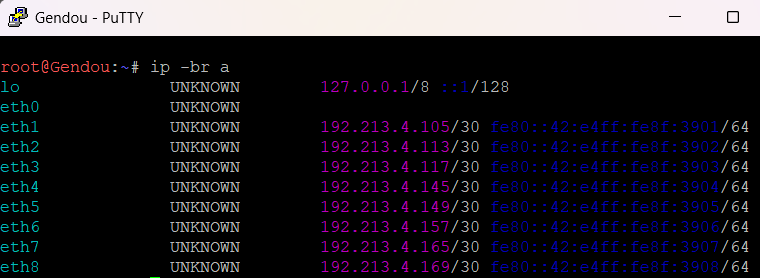 Gendou - PuTTY
root@Gendou:~# ip -br a
lo UNKNOWN 127.0.0.1/8 ::1/128
eth0 UNKNOWN
eth1 UNKNOWN 192.213.4.105/30 fe80::42:e4ff:fe8f:3901/64
eth2 UNKNOWN 192.213.4.113/30 fe80::42:e4ff:fe8f:3902/64
eth3 UNKNOWN 192.213.4.117/30 fe80::42:e4ff:fe8f:3903/64
eth4 UNKNOWN 192.213.4.145/30 fe80::42:e4ff:fe8f:3904/64
eth5 UNKNOWN 192.213.4.149/30 fe80::42:e4ff:fe8f:3905/64
eth6 UNKNOWN 192.213.4.157/30 fe80::42:e4ff:fe8f:3906/64
eth7 UNKNOWN 192.213.4.165/30 fe80::42:e4ff:fe8f:3907/64
eth8 UNKNOWN 192.213.4.169/30 fe80::42:e4ff:fe8f:3908/64